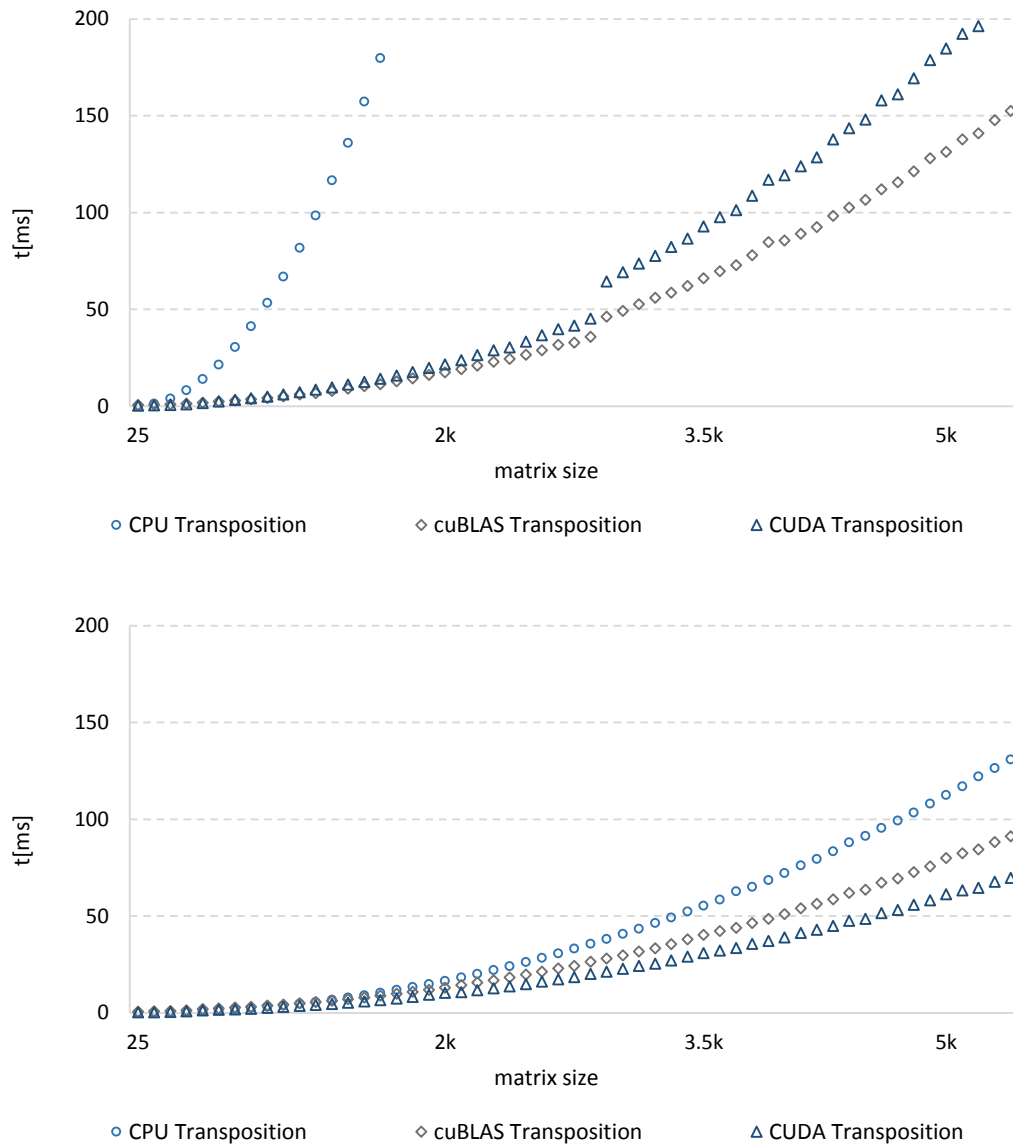 200
150
100
50
0
t[ms]
25 2k 3.5k 5k
matrix size
CPU Transposition cuBLAS Transposition CUDA Transposition
200
150
100
50
0
t[ms]
25 2k 3.5k 5k
matrix size
CPU Transposition cuBLAS Transposition CUDA Transposition